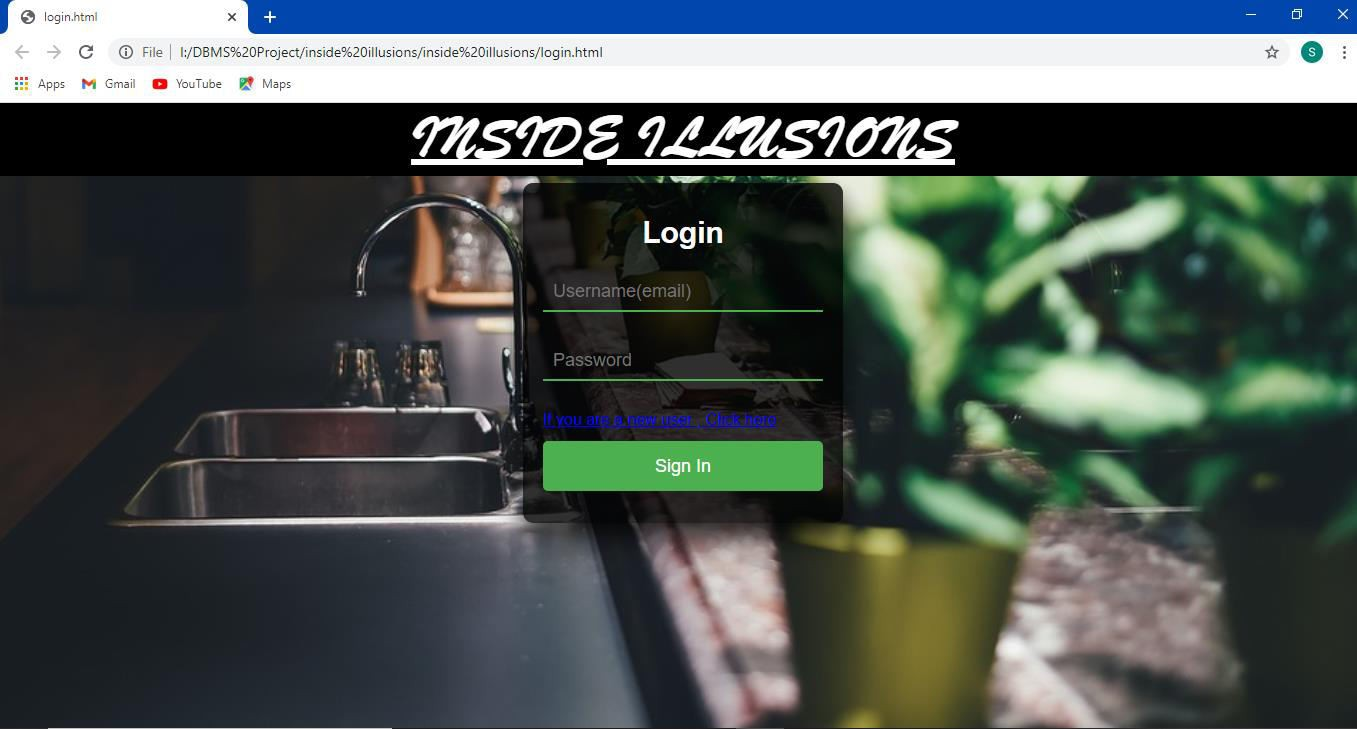 login.html
File | I:/DBMS%20Project/inside%20illusions/inside%20illusions/login.html
S
Apps Gmail YouTube Maps
INSIDE ILLUSIONS
Login
Username(email)
Password
If you are a new user , Click here
Sign In